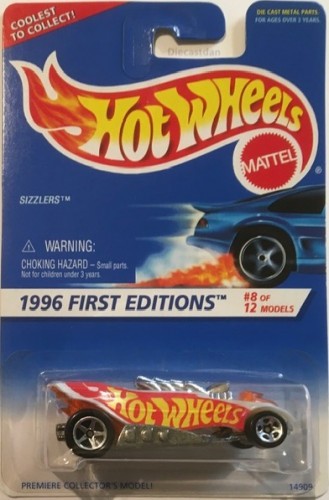 COOLEST
TO COLLECT!
DIE CAST METAL PARTS
FOR AGES OVER 3 YEARS.
Diecastdan
HOT WHEELS
MATTEL
®
SIZZLERS™
WARNING:
CHOKING HAZARD – Small parts.
Not for children under 3 years.
1996 FIRST EDITIONS™
#8 OF
12 MODELS
HOT WHEELS
PREMIERE COLLECTOR'S MODEL!
14909